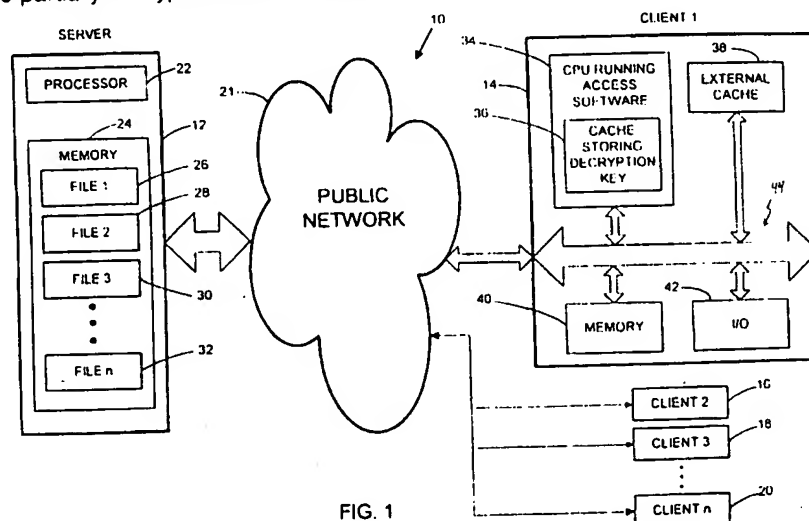 SERVER
PROCESSOR
22
24
12
MEMORY
FILE 1
26
FILE 2
28
FILE 3
30
FILE n
32
21
PUBLIC
NETWORK
10
CLIENT 1
34
14
CPU RUNNING
ACCESS
SOFTWARE
36
CACHE
STORING
DECRYPTION
KEY
38
EXTERNAL
CACHE
44
40
MEMORY
42
I/O
CLIENT 2
16
CLIENT 3
18
CLIENT n
20
FIG. 1